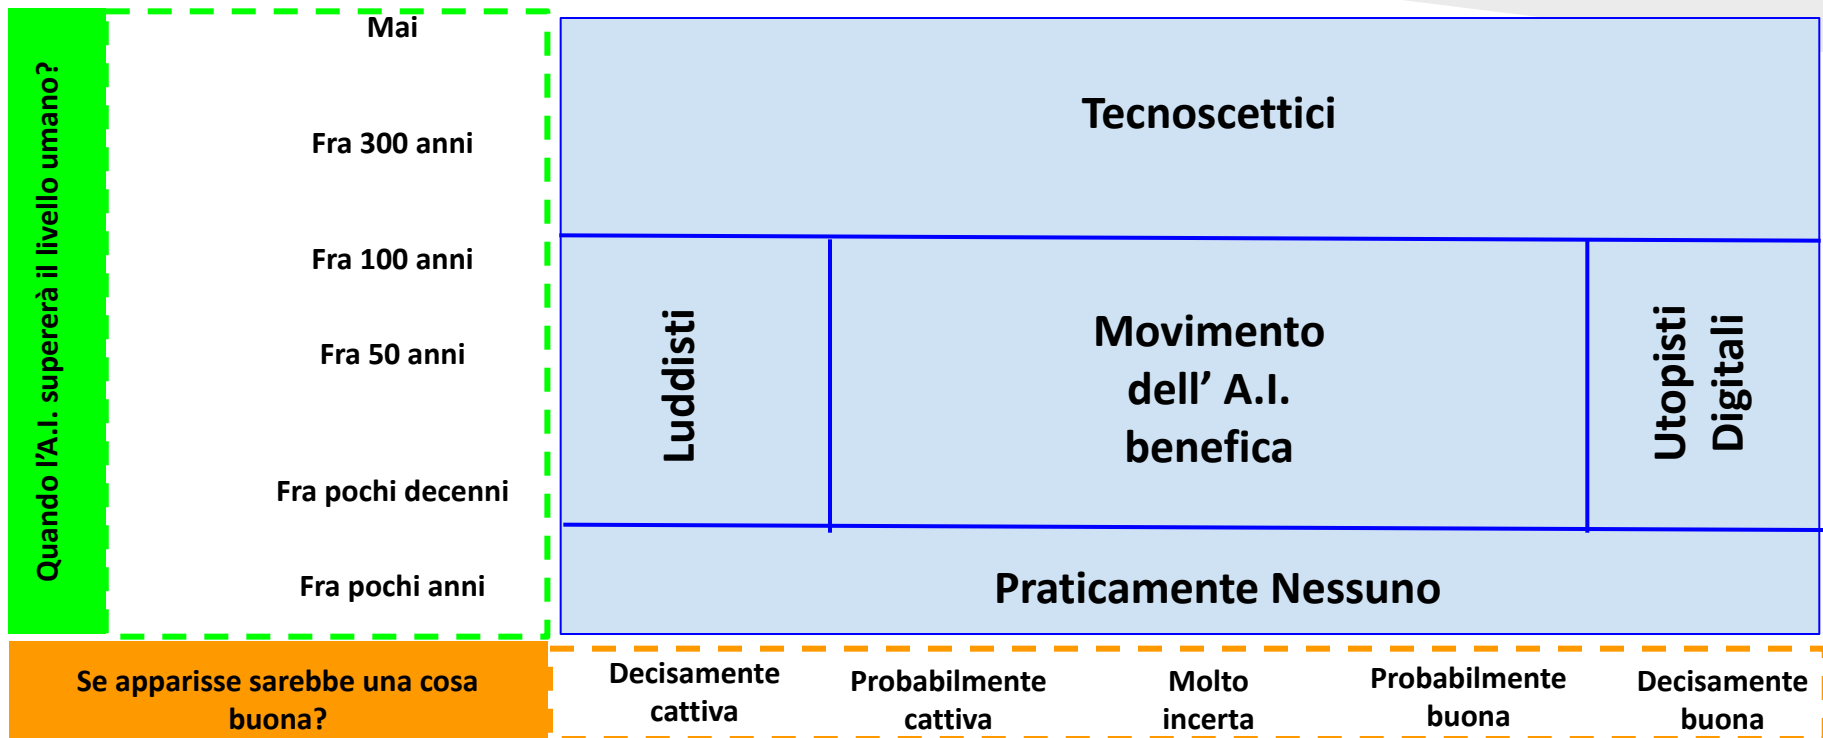 Quando l'A.I. supererà il livello umano?
Mai
Fra 300 anni
Fra 100 anni
Fra 50 anni
Fra pochi decenni
Fra pochi anni
Tecnoscettici
Luddisti
Movimento
dell’ A.I.
benefica
Utopisti
Digitali
Praticamente Nessuno
Se apparisse sarebbe una cosa
buona?
Decisamente
cattiva
Probabilmente
cattiva
Molto
incerta
Probabilmente
buona
Decisamente
buona